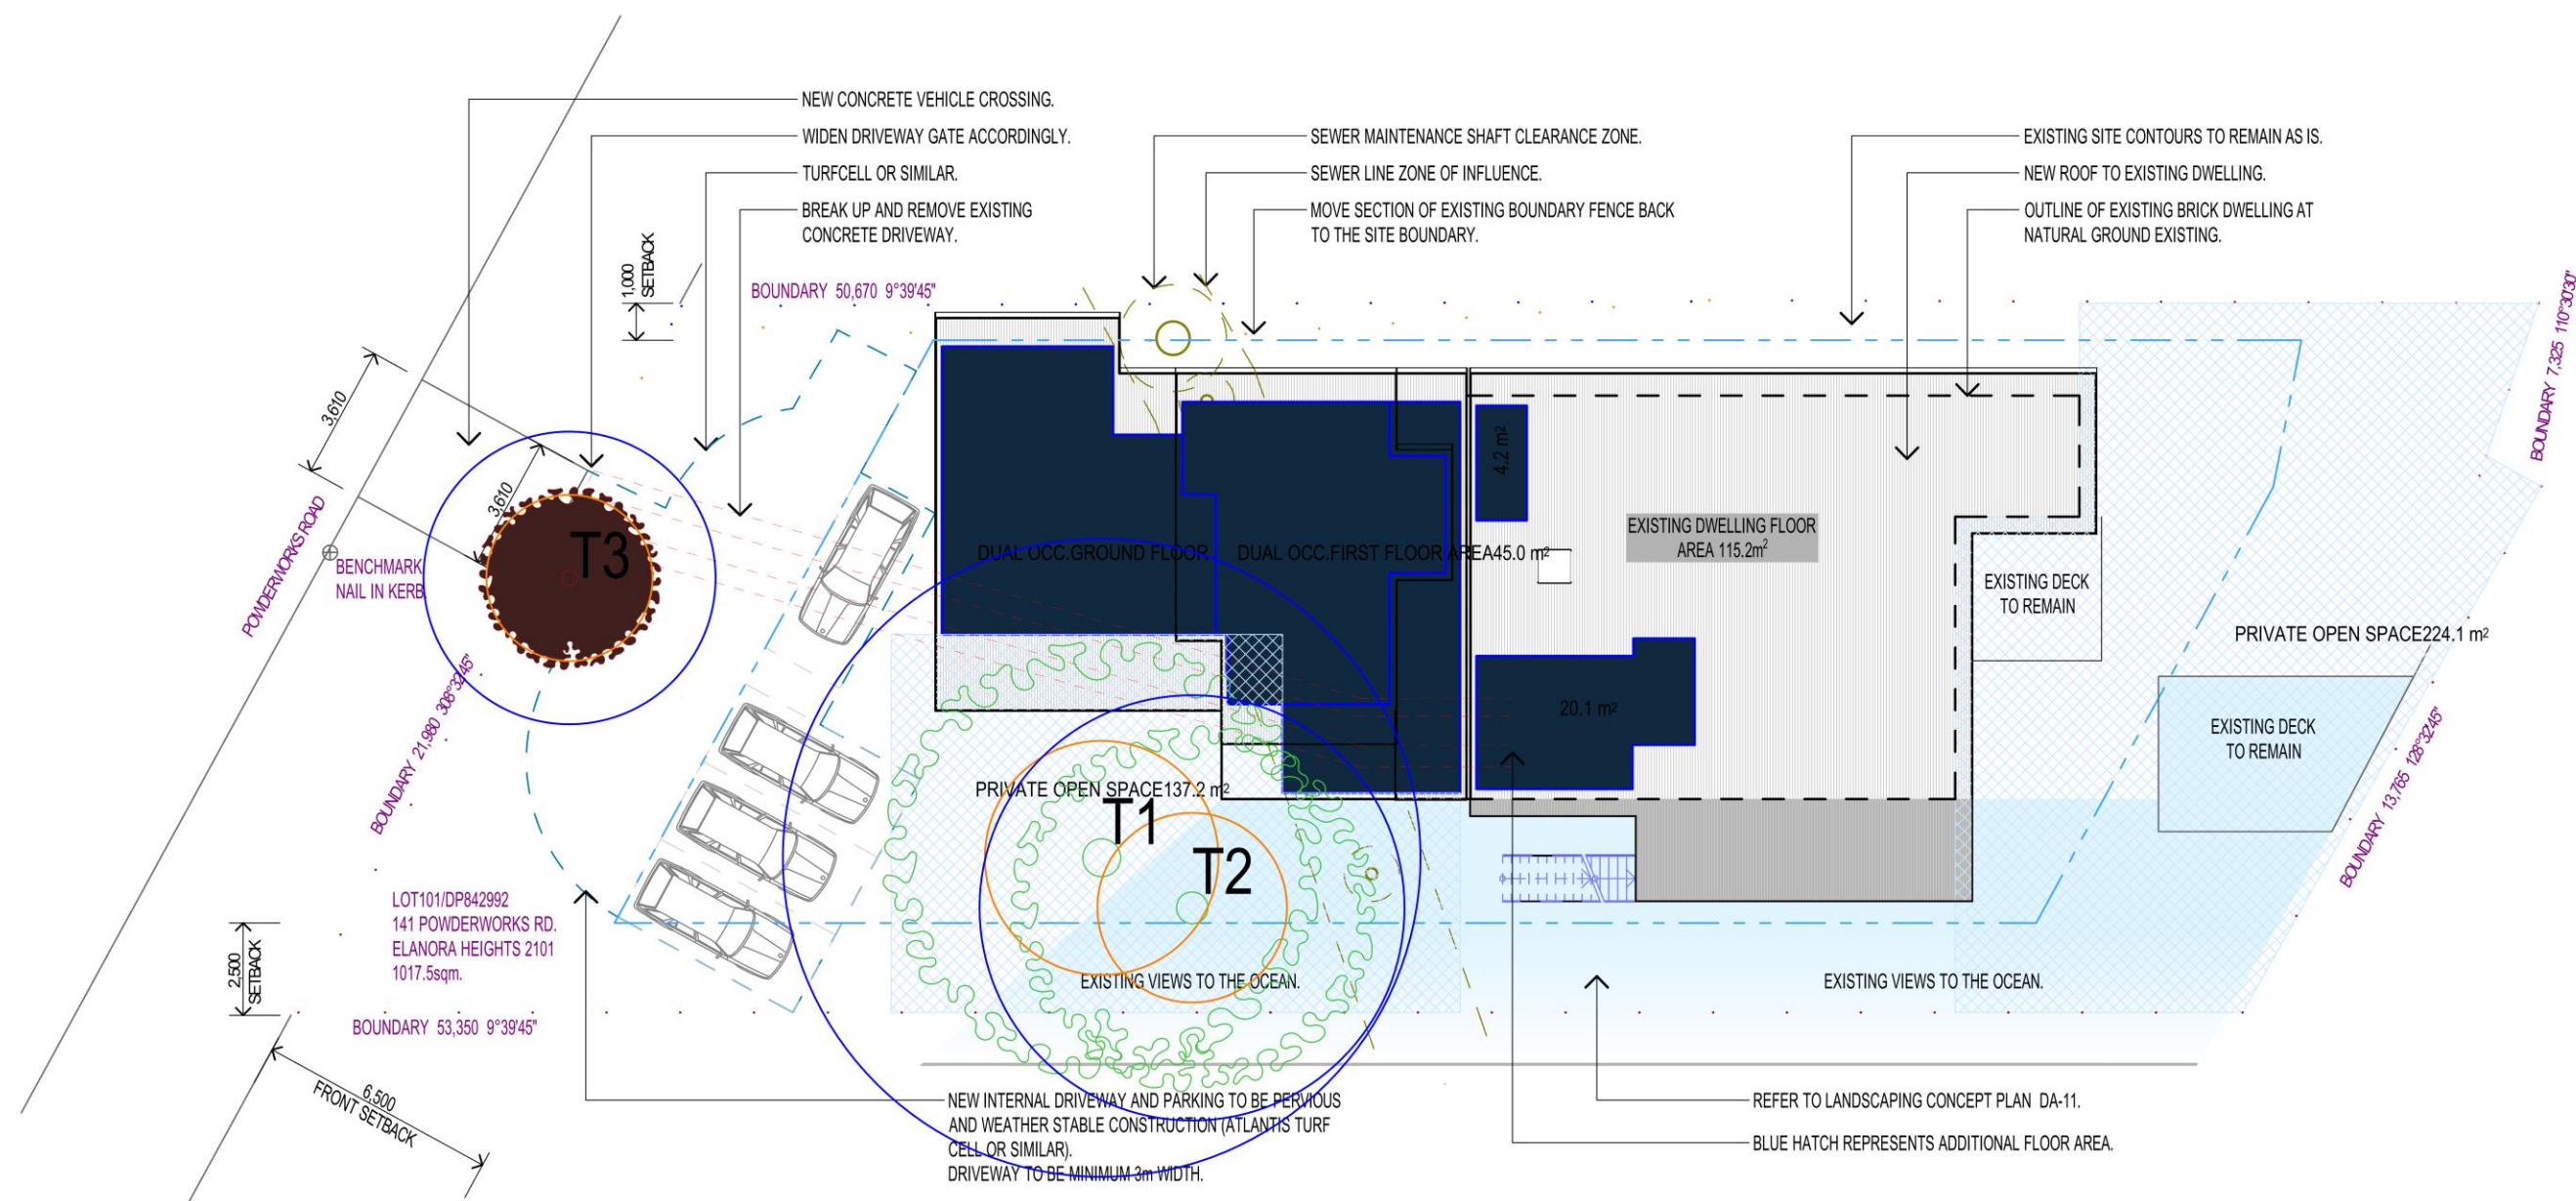 NEW CONCRETE VEHICLE CROSSING.
WIDEN DRIVEWAY GATE ACCORDINGLY.
TURFCELL OR SIMILAR.
BREAK UP AND REMOVE EXISTING
CONCRETE DRIVEWAY.
SEWER MAINTENANCE SHAFT CLEARANCE ZONE.
SEWER LINE ZONE OF INFLUENCE.
MOVE SECTION OF EXISTING BOUNDARY FENCE BACK
TO THE SITE BOUNDARY.
EXISTING SITE CONTOURS TO REMAIN AS IS.
NEW ROOF TO EXISTING DWELLING.
OUTLINE OF EXISTING BRICK DWELLING AT
NATURAL GROUND EXISTING.
1,000
SETBACK
BOUNDARY 50,670 9°39'45"
BOUNDARY 7,325 110°30'30"
3,610
3,610
POWDERWORKS ROAD
BENCHMARK
NAIL IN KERB.
T3
DUAL OCC.GROUND FLOOR.
DUAL OCC.FIRST FLOOR AREA45.0 m²
4.2 m²
EXISTING DWELLING FLOOR
AREA 115.2m²
EXISTING DECK
TO REMAIN
PRIVATE OPEN SPACE224.1 m²
20.1 m²
EXISTING DECK
TO REMAIN
BOUNDARY 21,980 308°32'45"
BOUNDARY 13,765 128°32'45"
PRIVATE OPEN SPACE137.2 m²
T1
T2
LOT101/DP842992
141 POWDERWORKS RD.
ELANORA HEIGHTS 2101
1017.5sqm.
2,500
SETBACK
EXISTING VIEWS TO THE OCEAN.
EXISTING VIEWS TO THE OCEAN.
BOUNDARY 53,350 9°39'45"
6,500
FRONT SETBACK
NEW INTERNAL DRIVEWAY AND PARKING TO BE PERVIOUS
AND WEATHER STABLE CONSTRUCTION (ATLANTIS TURF
CELL OR SIMILAR).
DRIVEWAY TO BE MINIMUM 3m WIDTH.
REFER TO LANDSCAPING CONCEPT PLAN DA-11.
BLUE HATCH REPRESENTS ADDITIONAL FLOOR AREA.